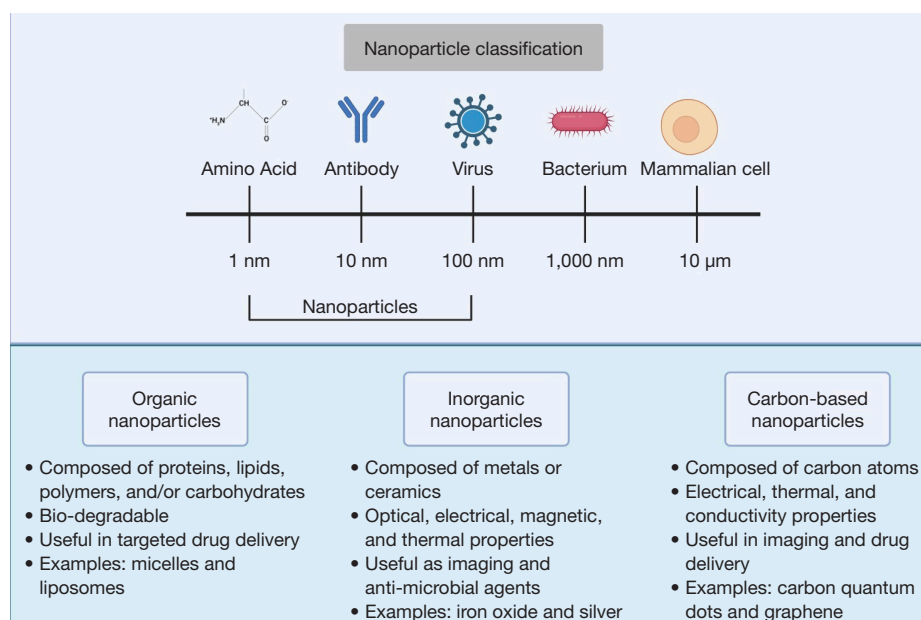 Nanoparticle classification
CH
O-
+H3N
C
O
Amino Acid Antibody Virus Bacterium Mammalian cell
1 nm 10 nm 100 nm 1,000 nm 10 µm
Nanoparticles
Organic
nanoparticles
• Composed of proteins, lipids,
polymers, and/or carbohydrates
• Bio-degradable
• Useful in targeted drug delivery
• Examples: micelles and
liposomes
Inorganic
nanoparticles
• Composed of metals or
ceramics
• Optical, electrical, magnetic,
and thermal properties
• Useful as imaging and
anti-microbial agents
• Examples: iron oxide and silver
Carbon-based
nanoparticles
• Composed of carbon atoms
• Electrical, thermal, and
conductivity properties
• Useful in imaging and drug
delivery
• Examples: carbon quantum
dots and graphene